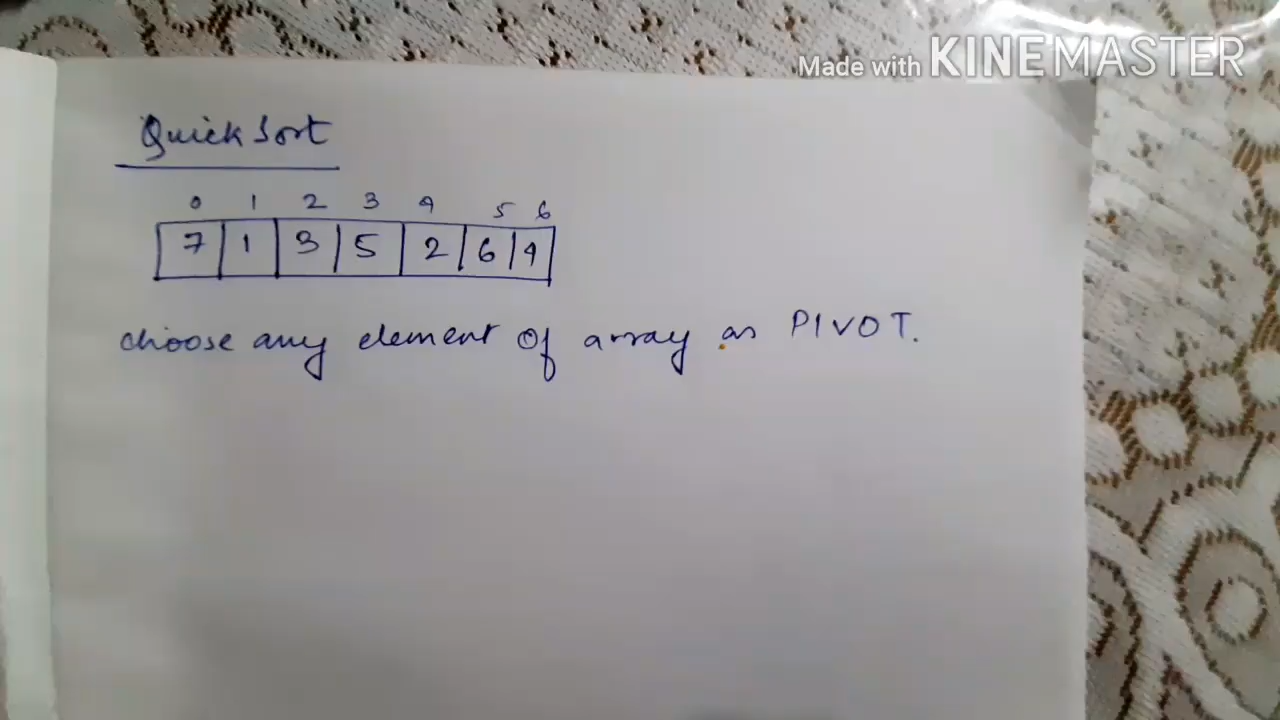 Made with KINEMASTER
Quick Sort
0 1 2 3 4 5 6
7 1 3 5 2 6 4
choose any element of array as PIVOT.